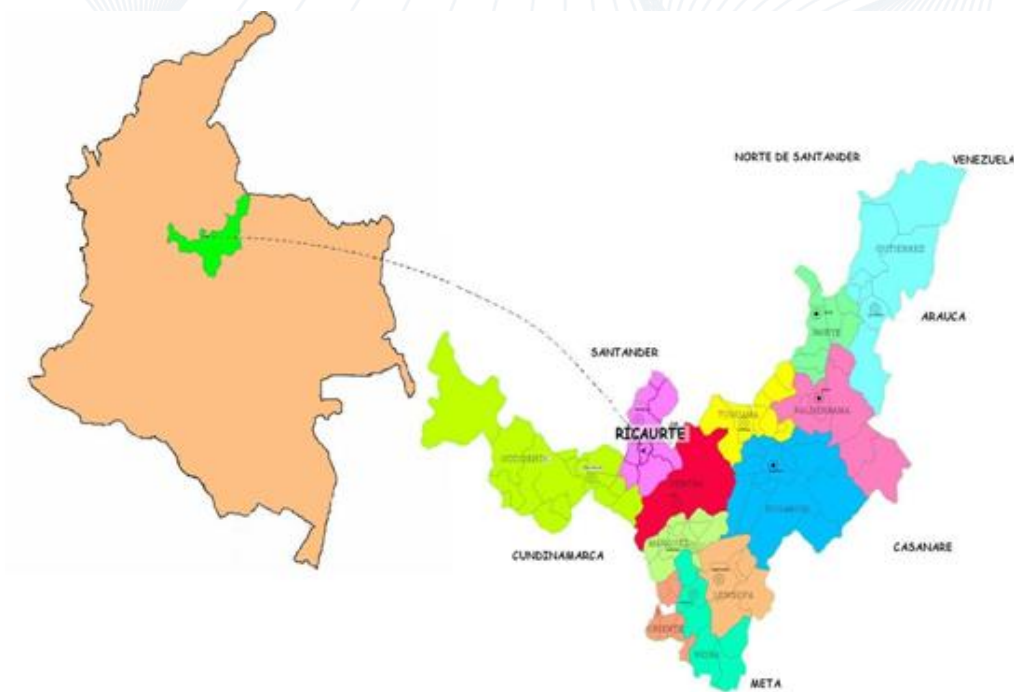 NORTE DE SANTANDER
VENEZUELA
GUTIERREZ
ARAUCA
NORTE
SANTANDER
VALDERRAMA
TUNDAMA
RICAURTE
OCCIDENTE
CENTRO
SUGAMUXI
CUNDINAMARCA
MARQUEZ
CASANARE
LENGUPA
ORIENTE
NEIRA
META